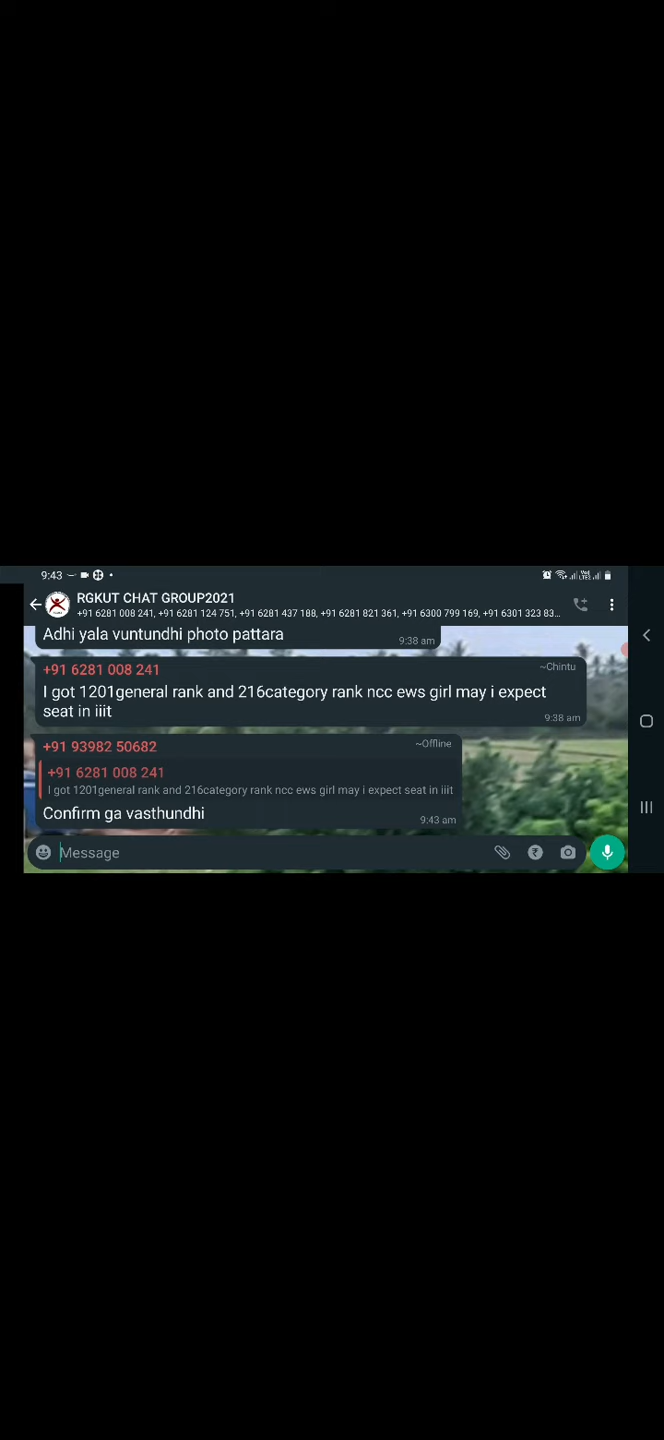 9:43
RGKUT CHAT GROUP2021
+91 6281 008 241, +91 6281 124 751, +91 6281 437 188, +91 6281 821 361, +91 6300 799 169, +91 6301 323 83...
Adhi yala vuntundhi photo pattara
9:38 am
+91 6281 008 241
~Chintu
I got 1201general rank and 216category rank ncc ews girl may i expect
seat in iiit
9:38 am
+91 93982 50682
~Offline
+91 6281 008 241
I got 1201general rank and 216category rank ncc ews girl may i expect seat in iiit
Confirm ga vasthundhi
9:43 am
Message